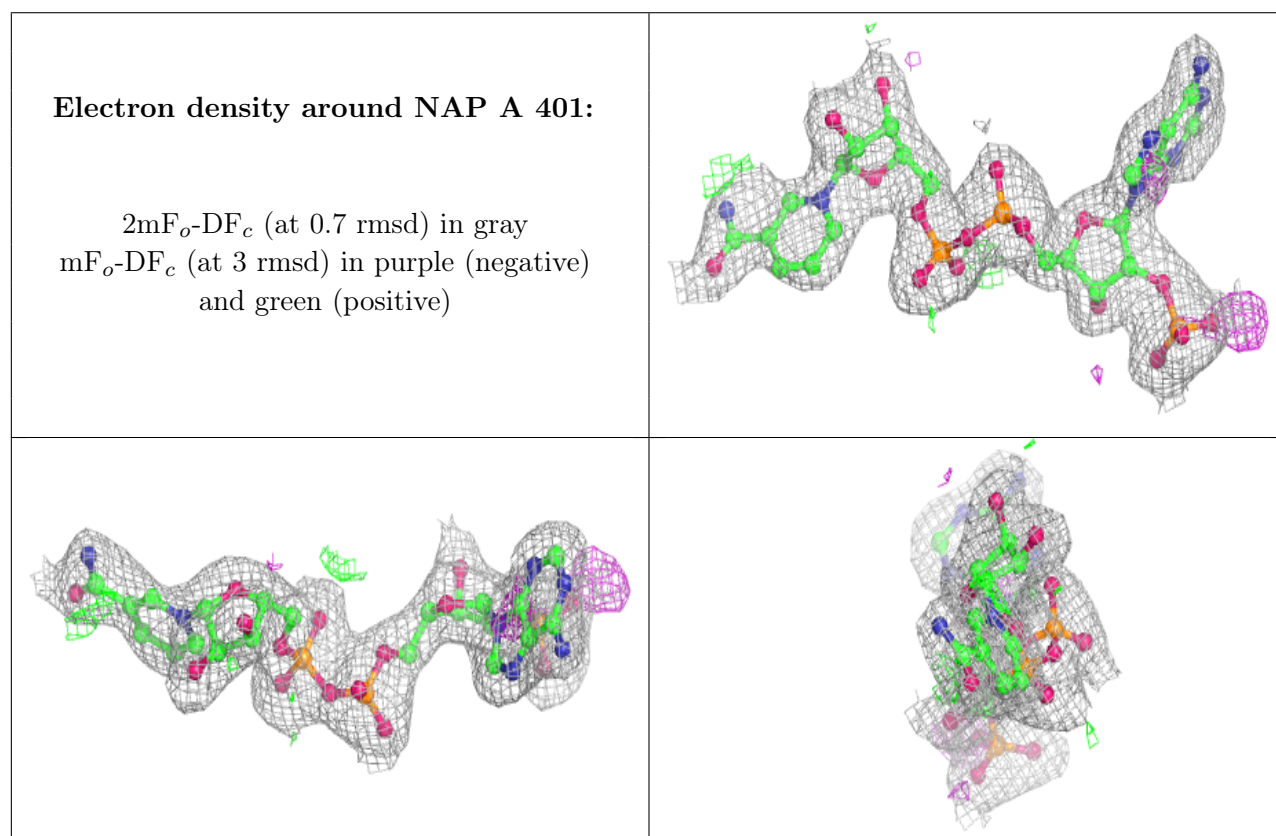 Electron density around NAP A 401:
2mFo-DFc (at 0.7 rmsd) in gray
mFo-DFc (at 3 rmsd) in purple (negative)
and green (positive)